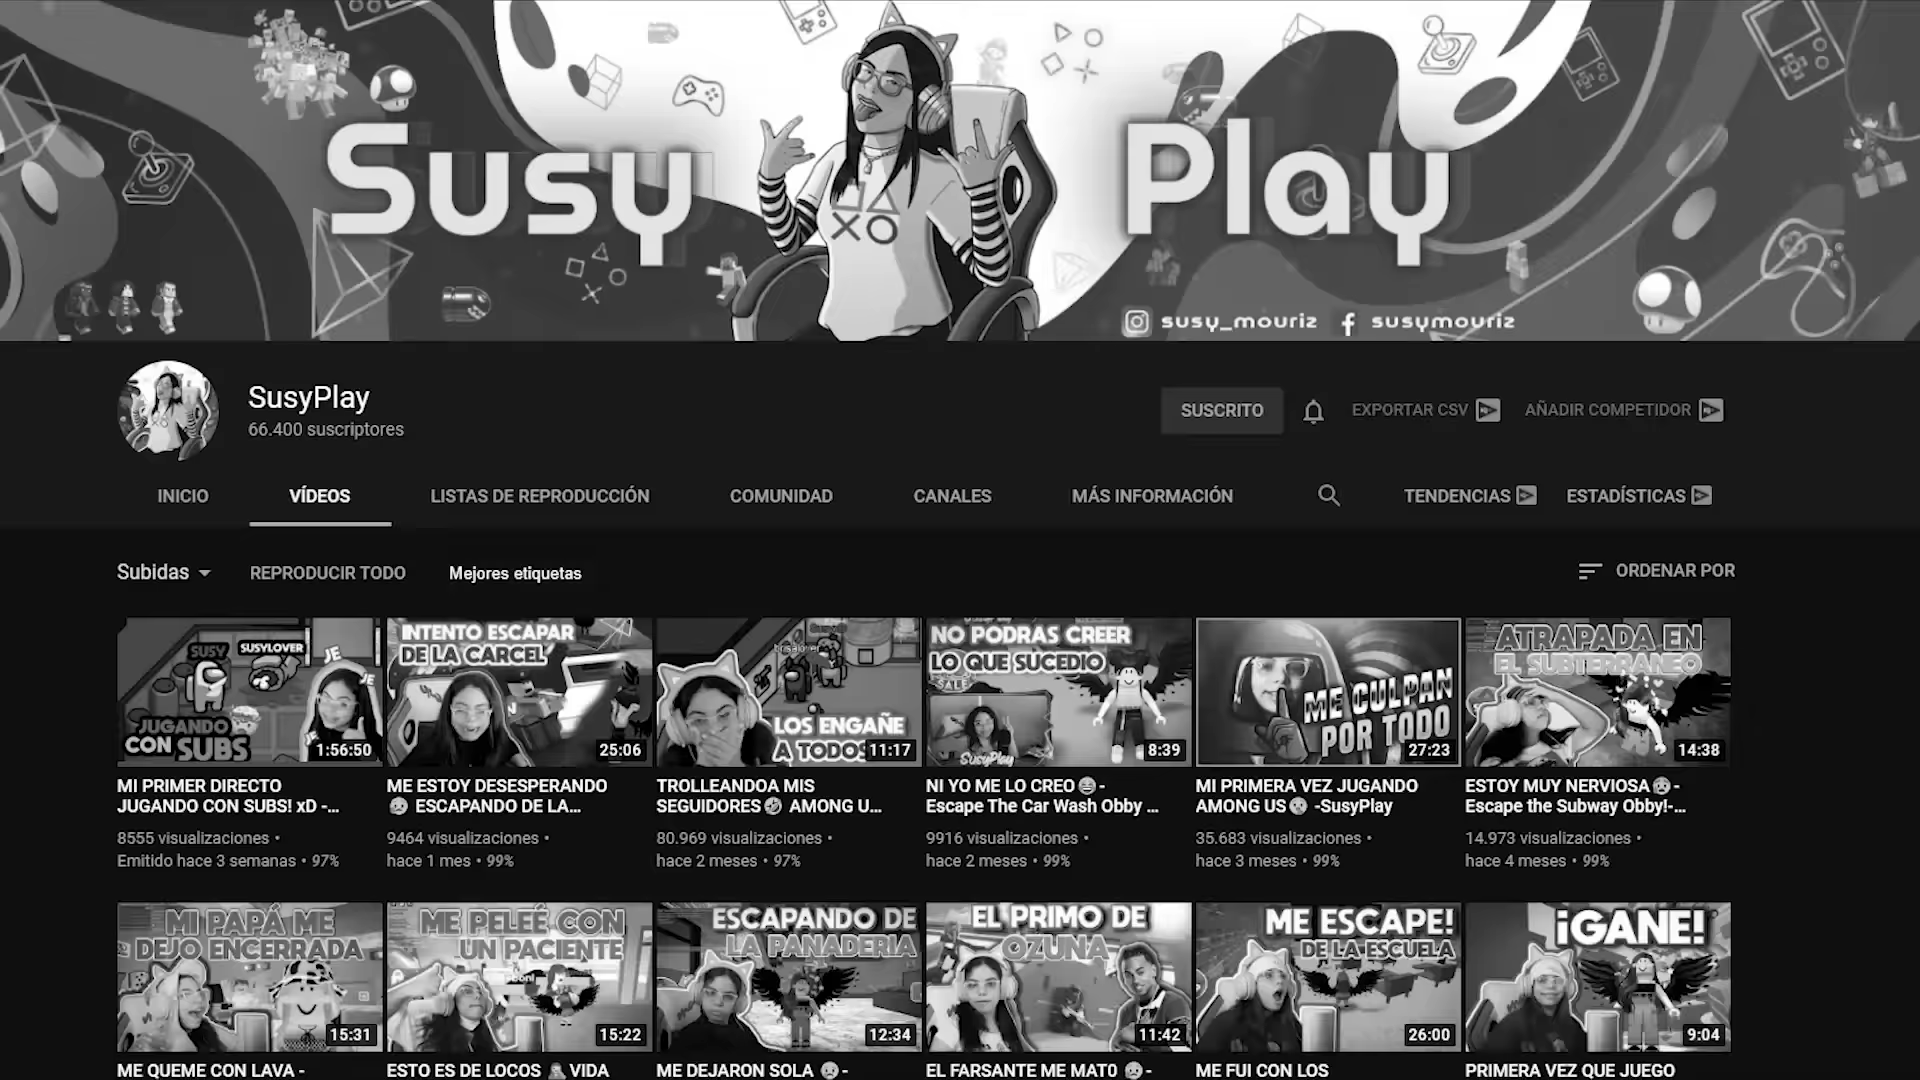 Susy Play
susy_mouriz susymouriz
SusyPlay
66.400 suscriptores
SUSCRITO
EXPORTAR CSV
AÑADIR COMPETIDOR
INICIO
VÍDEOS
LISTAS DE REPRODUCCIÓN
COMUNIDAD
CANALES
MÁS INFORMACIÓN
TENDENCIAS
ESTADÍSTICAS
Subidas
REPRODUCIR TODO
Mejores etiquetas
ORDENAR POR
SUSY
SUSYLOVER
JE
JE
JE
JUGANDO
CON SUBS
1:56:50
MI PRIMER DIRECTO
JUGANDO CON SUBS! xD -...
8555 visualizaciones •
Emitido hace 3 semanas • 97%
INTENTO ESCAPAR
DE LA CARCEL
25:06
ME ESTOY DESESPERANDO
😥 ESCAPANDO DE LA...
9464 visualizaciones •
hace 1 mes • 99%
LOS ENGAÑE
A TODOS
11:17
TROLLEANDOA MIS
SEGUIDORES🤣 AMONG U...
80.969 visualizaciones •
hace 2 meses • 97%
NO PODRAS CREER
LO QUE SUCEDIO
SALE
SusyPlay
8:39
NI YO ME LO CREO😂-
Escape The Car Wash Obby ...
9916 visualizaciones •
hace 2 meses • 99%
ME CULPAN
POR TODO
27:23
MI PRIMERA VEZ JUGANDO
AMONG US😥 -SusyPlay
35.683 visualizaciones •
hace 3 meses • 99%
ATRAPADA EN
EL SUBTERRANEO
14:38
ESTOY MUY NERVIOSA😥-
Escape the Subway Obby!-...
14.973 visualizaciones •
hace 4 meses • 99%
MI PAPÁ ME
DEJO ENCERRADA
15:31
ME QUEME CON LAVA -
ME PELEÉ CON
UN PACIENTE
15:22
ESTO ES DE LOCOS 🤦VIDA
ESCAPANDO DE
LA PANADERIA
12:34
ME DEJARON SOLA 😥-
EL PRIMO DE
OZUNA
11:42
EL FARSANTE ME MAT0 😥-
ME ESCAPE!
DE LA ESCUELA
26:00
ME FUI CON LOS
¡GANE!
9:04
PRIMERA VEZ QUE JUEGO